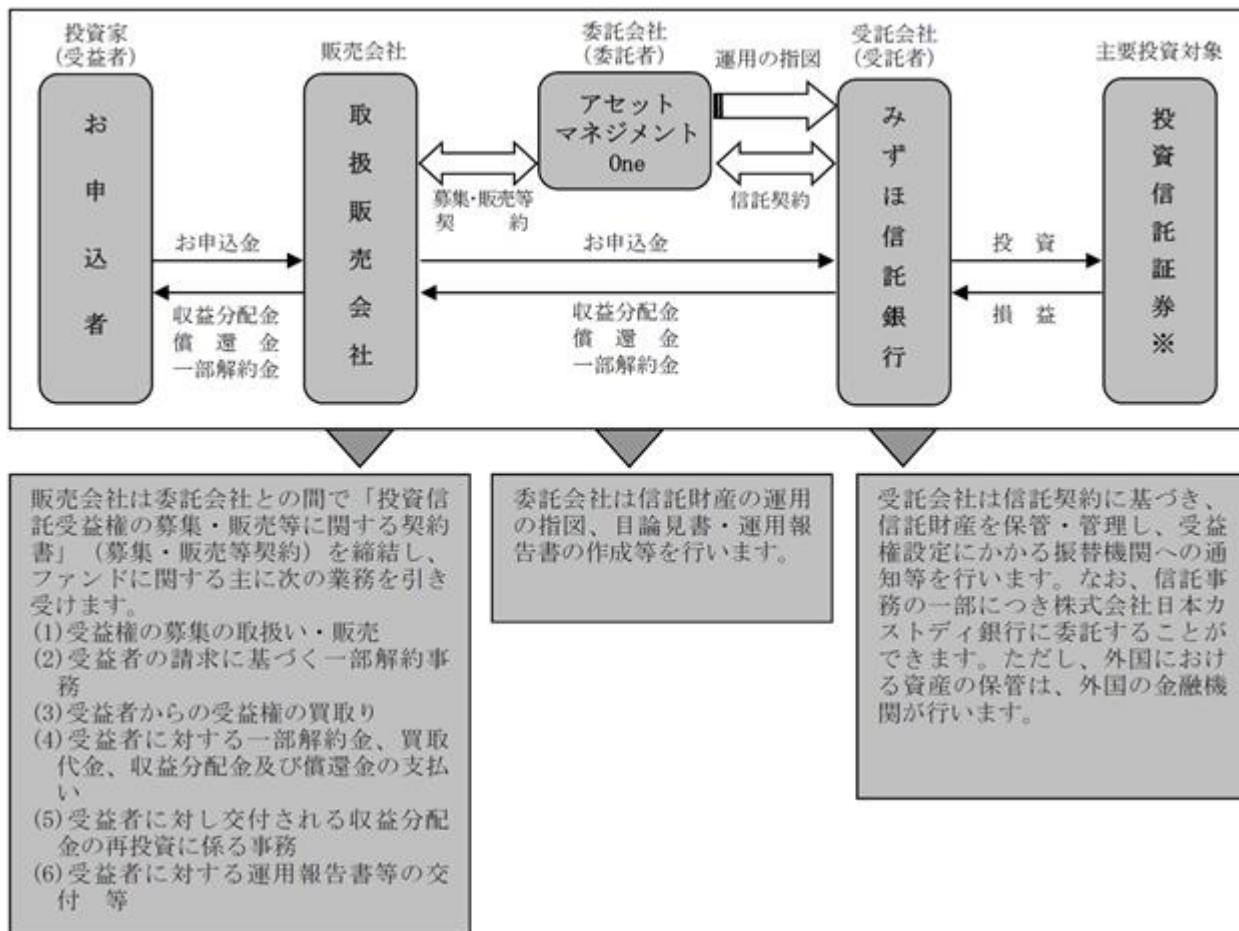 投資家
(受益者)
お申込者
販売会社
取扱販売会社
委託会社
(委託者)
アセット
マネジメント
One
運用の指図
受託会社
(受託者)
みずほ信託銀行
主要投資対象
投資信託証券※
募集・販売等
契　　　約
信託契約
お申込金
収益分配金
償　還　金
一部解約金
お申込金
収益分配金
償　還　金
一部解約金
投　資
損　益
販売会社は委託会社との間で「投資信
託受益権の募集・販売等に関する契約
書」（募集・販売等契約）を締結し、
ファンドに関する主に次の業務を引き
受けます。
(1)受益権の募集の取扱い・販売
(2)受益者の請求に基づく一部解約事
務
(3)受益者からの受益権の買取り
(4)受益者に対する一部解約金、買取
代金、収益分配金及び償還金の支払
い
(5)受益者に対し交付される収益分配
金の再投資に係る事務
(6)受益者に対する運用報告書等の交
付　等
委託会社は信託財産の運用
の指図、目論見書・運用報
告書の作成等を行います。
受託会社は信託契約に基づき、
信託財産を保管・管理し、受益
権設定にかかる振替機関への通
知等を行います。なお、信託事
務の一部につき株式会社日本カ
ストディ銀行に委託することが
できます。ただし、外国におけ
る資産の保管は、外国の金融機
関が行います。